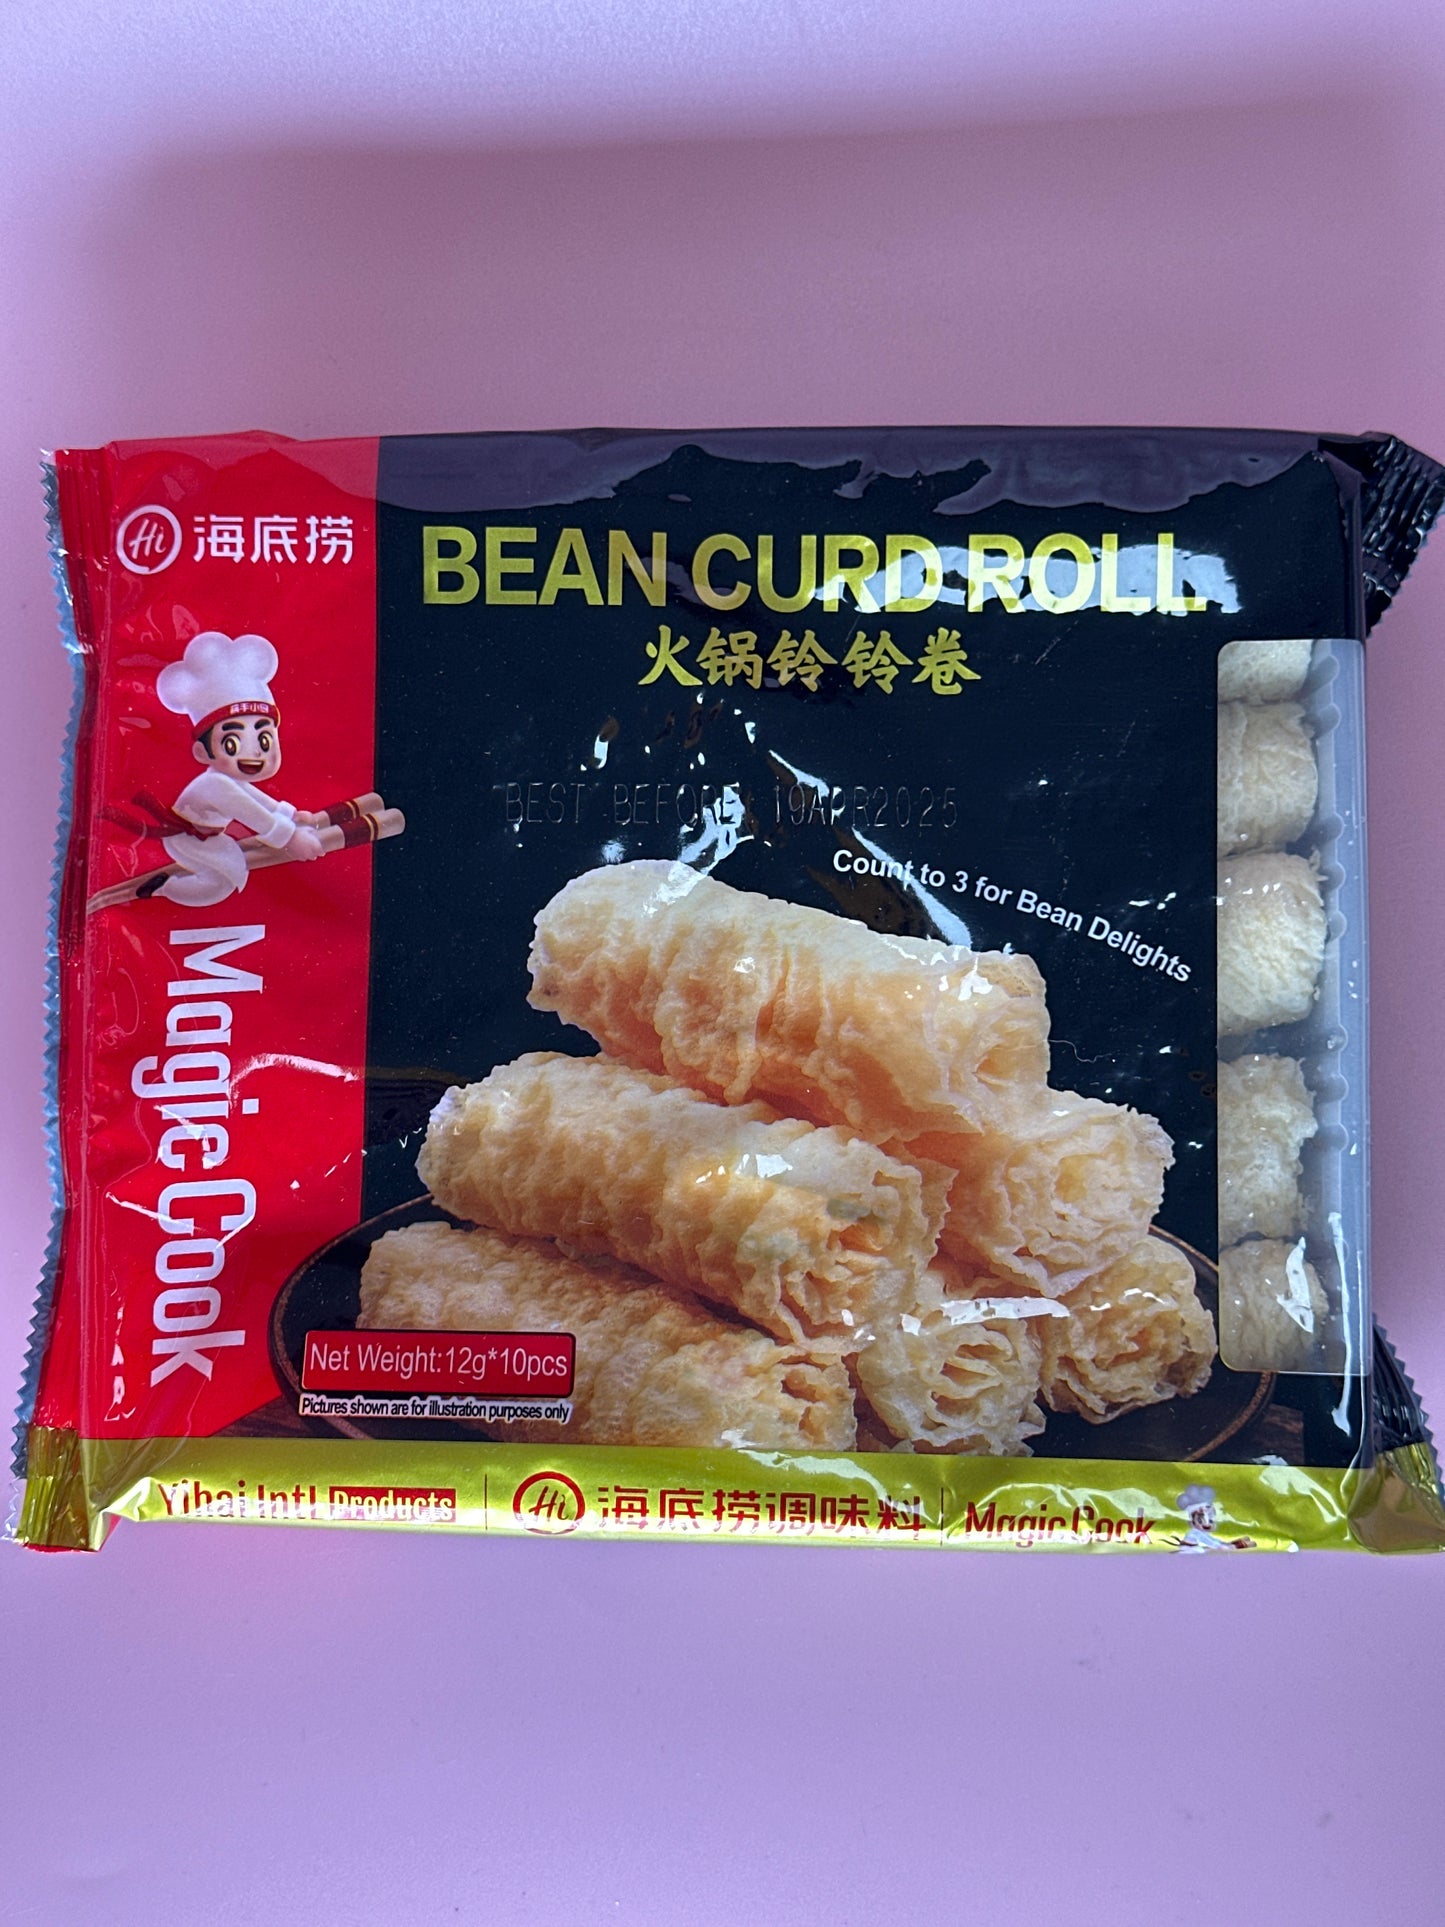 Hi 海底捞
BEAN CURD ROLL
火锅铃铃卷
BEST BEFORE 19APR2025
Count to 3 for Bean Delights
Magic Cook
Net Weight:12g*10pcs
Pictures shown are for illustration purposes only
Yihai Intl Products
Hi 海底捞调味料
Magic Cook